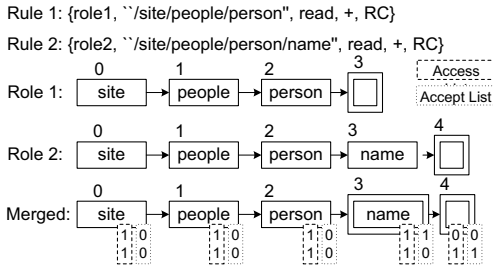 Rule 1: {role1, ``/site/people/person", read, +, RC}
Rule 2: {role2, ``/site/people/person/name", read, +, RC}
0 1 2 3
Role 1: site people person
Access
Accept List
0 1 2 3 4
Role 2: site people person name
0 1 2 3 4
Merged: site people person name
1 0 1 0 1 0 1 1 0 0
1 0 1 0 1 0 1 1 1 1